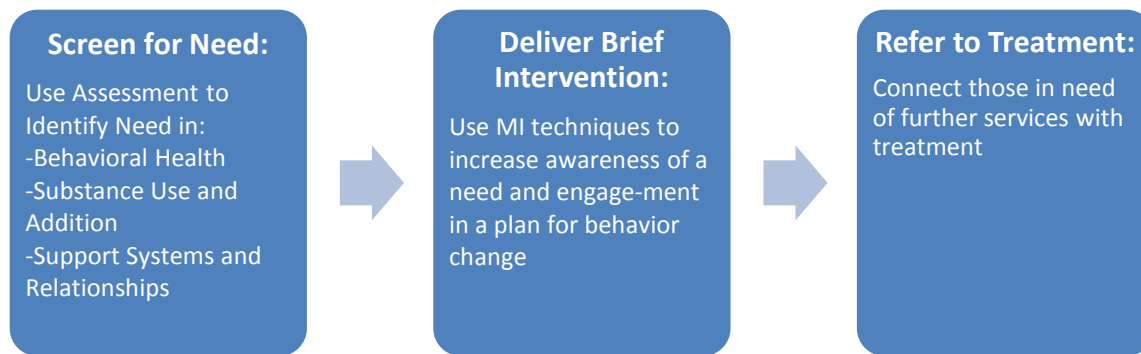 Screen for Need:
Use Assessment to
Identify Need in:
-Behavioral Health
-Substance Use and
Addition
-Support Systems and
Relationships
Deliver Brief
Intervention:
Use MI techniques to
increase awareness of a
need and engage-ment
in a plan for behavior
change
Refer to Treatment:
Connect those in need
of further services with
treatment